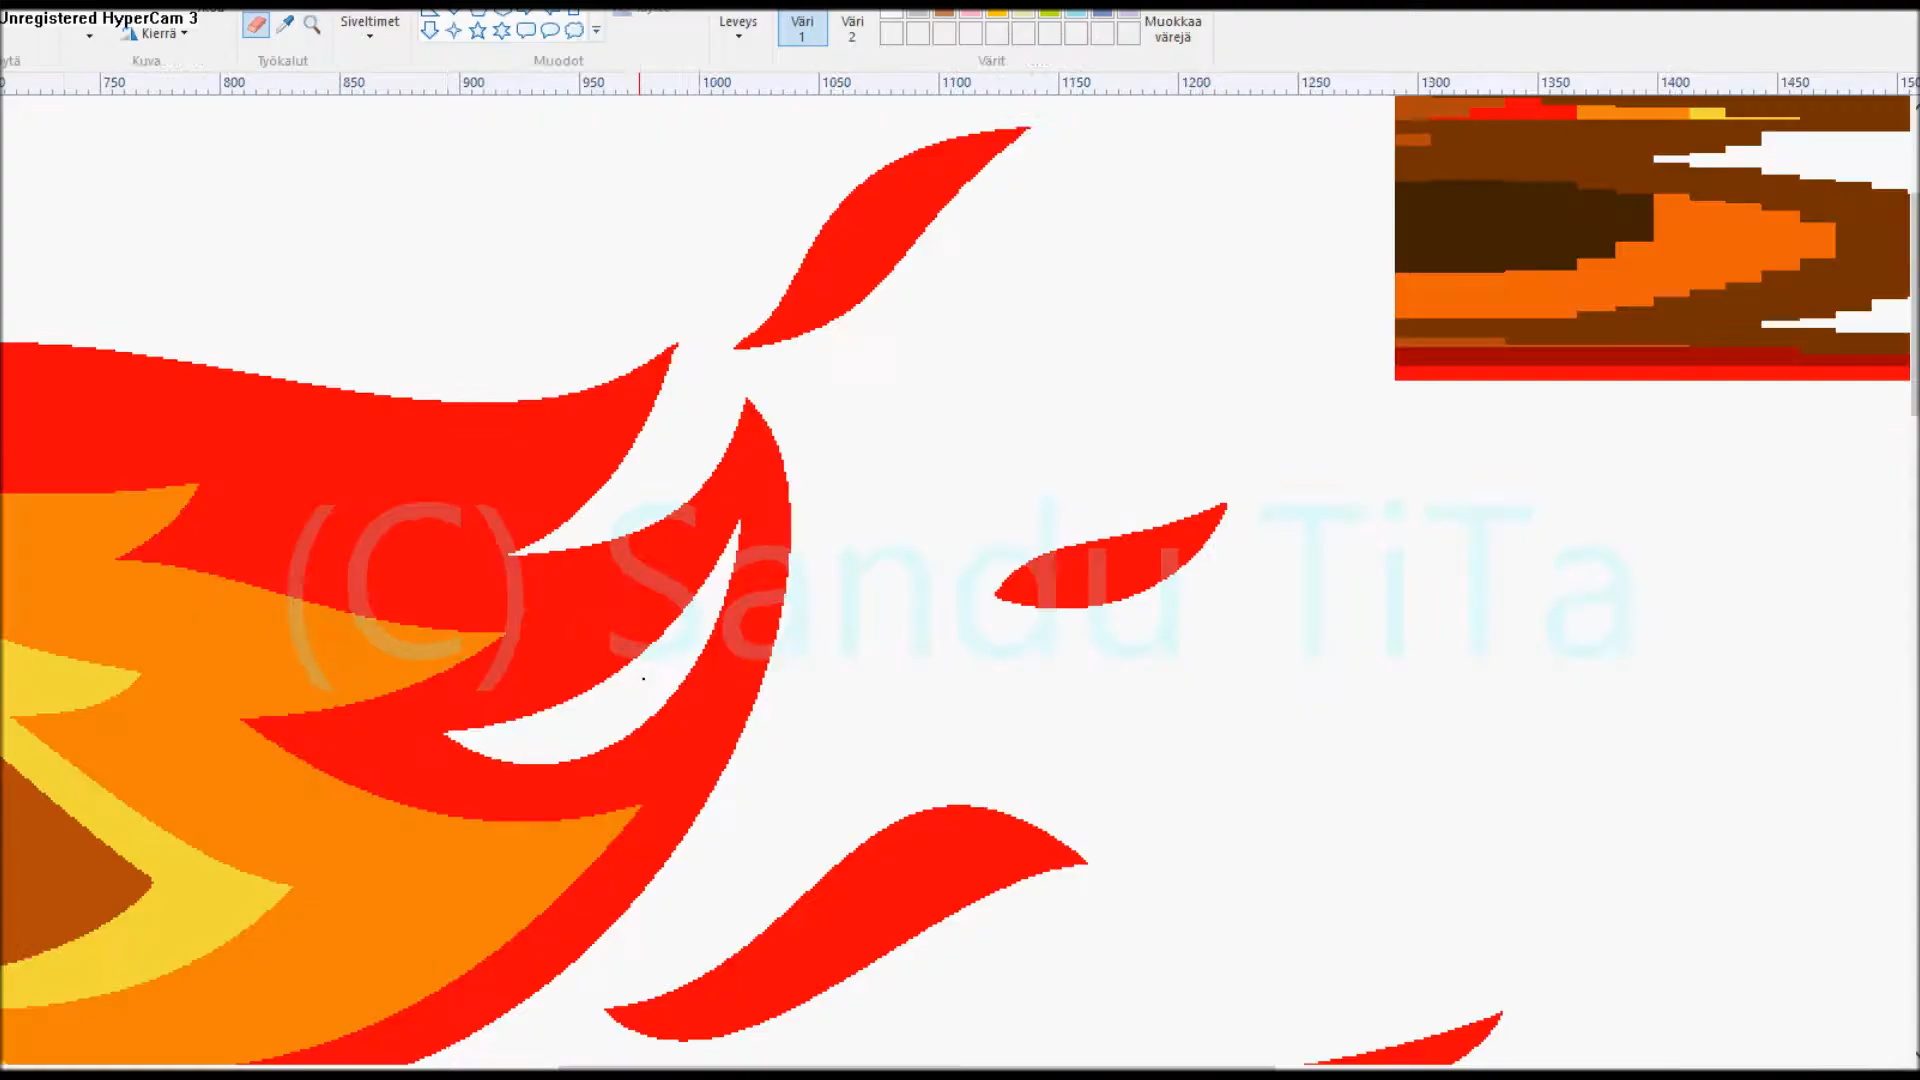 Unregistered HyperCam 3
Kierrä
Siveltimet
Leveys
Väri
1
Väri
2
Muokkaa
värejä
Kuva
Työkalut
Muodot
Värit
750 800 850 900 950 1000 1050 1100 1150 1200 1250 1300 1350 1400 1450
(C) Sandu TiTa